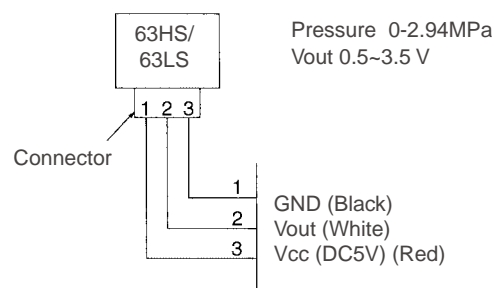 63HS/
63LS
Pressure 0-2.94MPa
Vout 0.5~3.5 V
1 2 3
Connector
1
GND (Black)
2
Vout (White)
3
Vcc (DC5V) (Red)